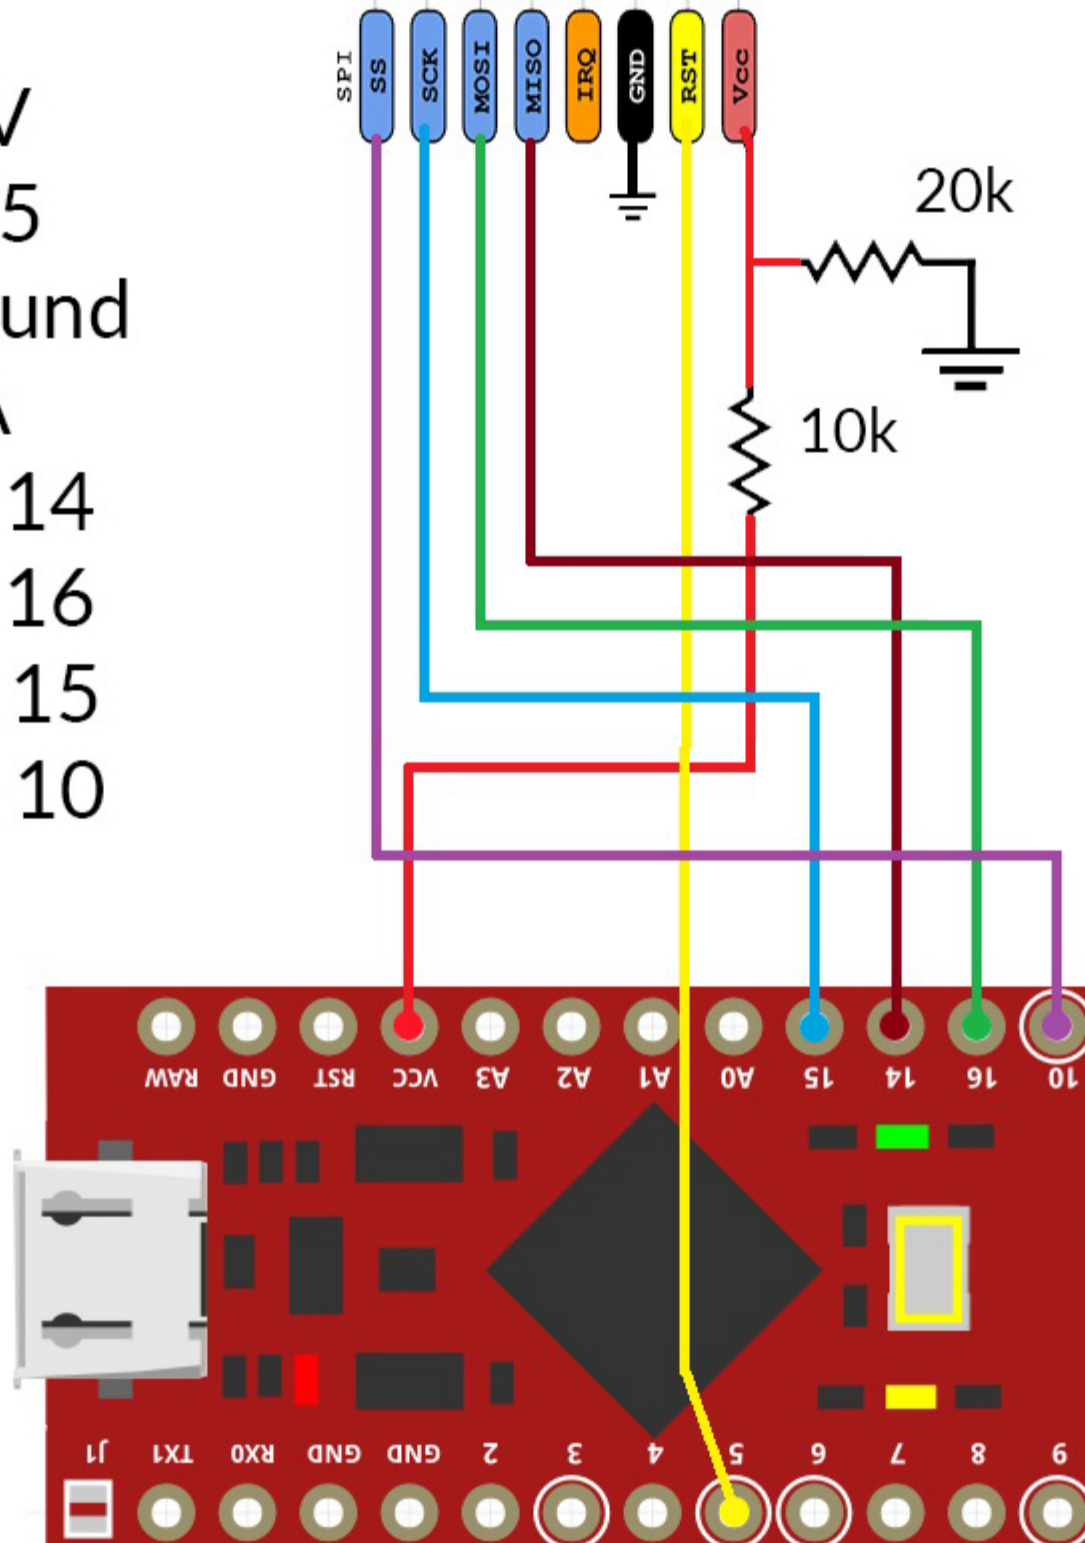 SPI
SS
SCK
MOSI
MISO
IRQ
GND
RST
Vcc
V
5
und
14
16
15
10
20k
10k
RAW
GND
RST
VCC
A3
A2
A1
A0
15
14
16
10
J1
TX1
RX0
GND
GND
2
3
4
5
6
7
8
9